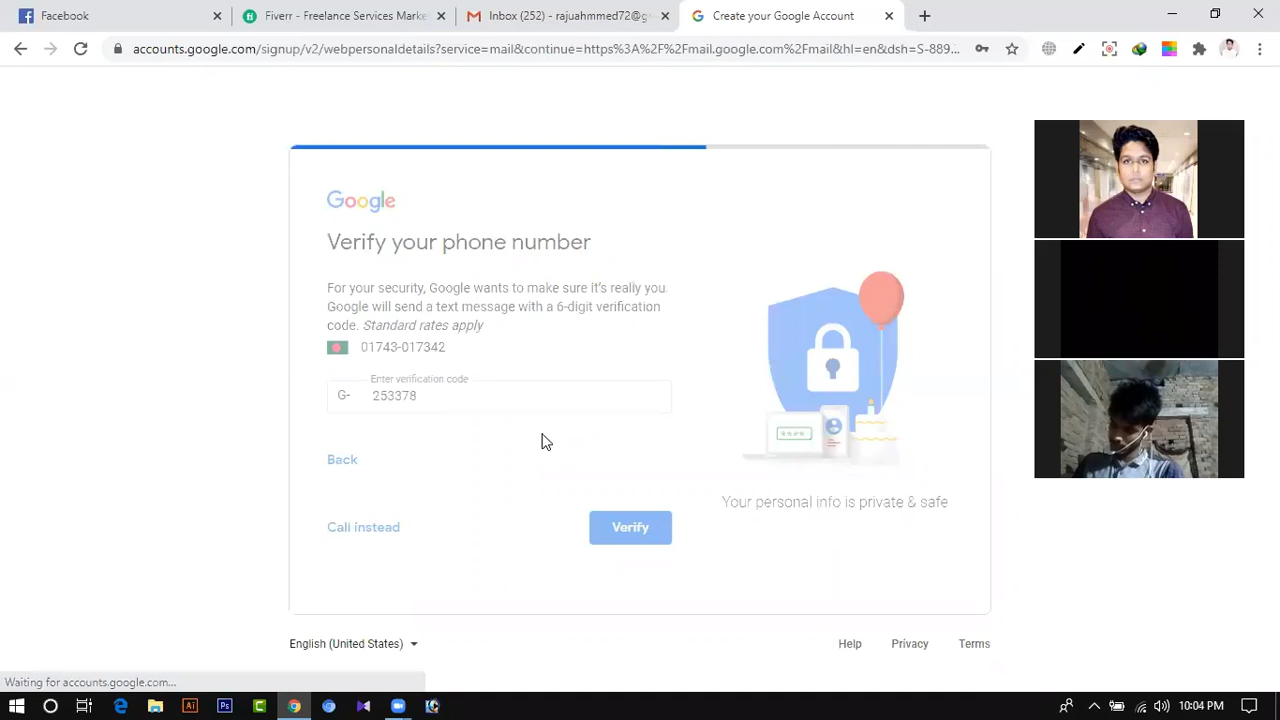 Facebook
Fiverr - Freelance Services Marke
Inbox (252) - rajuahmmed72@g
Create your Google Account
accounts.google.com/signup/v2/webpersonaldetails?service=mail&continue=https%3A%2F%2Fmail.google.com%2Fmail&hl=en&dsh=S-889...
Google
Verify your phone number
For your security, Google wants to make sure it's really you.
Google will send a text message with a 6-digit verification
code. Standard rates apply
01743-017342
Enter verification code
G- 253378
Back
Call instead
Verify
Your personal info is private & safe
English (United States)
Help
Privacy
Terms
Waiting for accounts.google.com...
Ai
Ps
10:04 PM